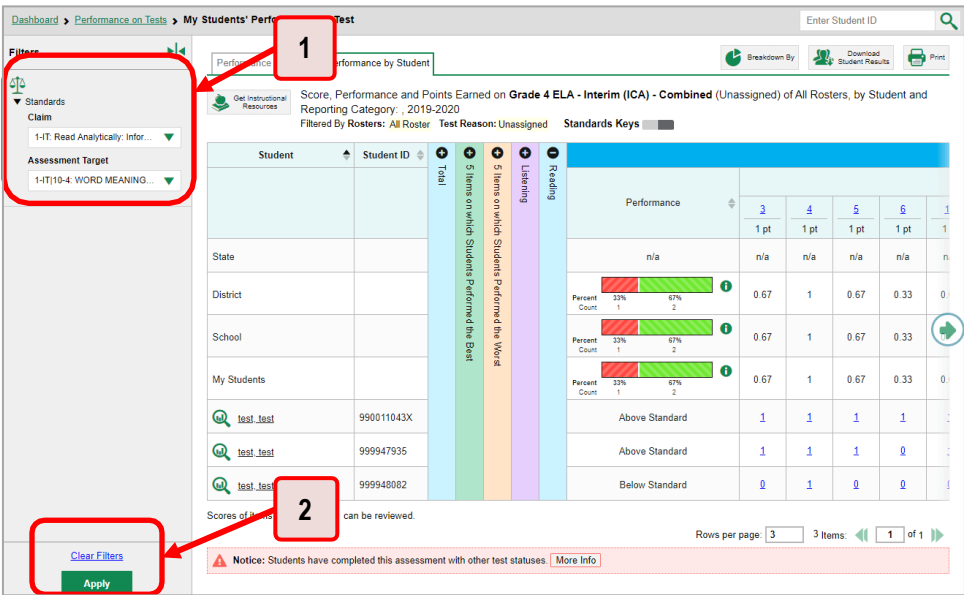 Dashboard > Performance on Tests > My Students' Test
Enter Student ID
Filters
1
Performance by Student
Breakdown By
Download Student Results
Print
Standards
Claim
1-IT: Read Analytically: Infor...
Assessment Target
1-IT|10-4: WORD MEANING...
Get Instructional Resources
Score, Performance and Points Earned on Grade 4 ELA - Interim (ICA) - Combined (Unassigned) of All Rosters, by Student and
Reporting Category: , 2019-2020
Filtered By Rosters: All Roster Test Reason: Unassigned Standards Keys
Student
Student ID
Total
5 Items on which Students Performed the Best
5 Items on which Students Performed the Worst
Listening
Reading
Performance
3 4 5 6 1
1 pt 1 pt 1 pt 1 pt 1
State n/a n/a n/a n/a n/a
District
Percent 33% 67%
Count 1 2
0.67 1 0.67 0.33 0.
School
Percent 33% 67%
Count 1 2
0.67 1 0.67 0.33
My Students
Percent 33% 67%
Count 1 2
0.67 1 0.67 0.33 0.
test, test 990011043X Above Standard 1 1 1 1
test, test 999947935 Above Standard 1 1 1 0
test, test 999948082 Below Standard 0 1 0 0
Scores of items can be reviewed.
2
Rows per page: 3 3 Items: 1 of 1
Clear Filters
Apply
Notice: Students have completed this assessment with other test statuses. More Info